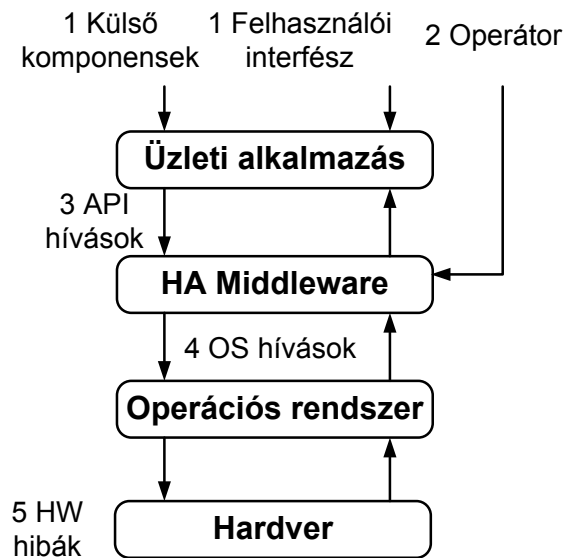 1 Külső
komponensek
1 Felhasználói
interfész
2 Operátor
Üzleti alkalmazás
3 API
hívások
HA Middleware
4 OS hívások
Operációs rendszer
5 HW
hibák
Hardver